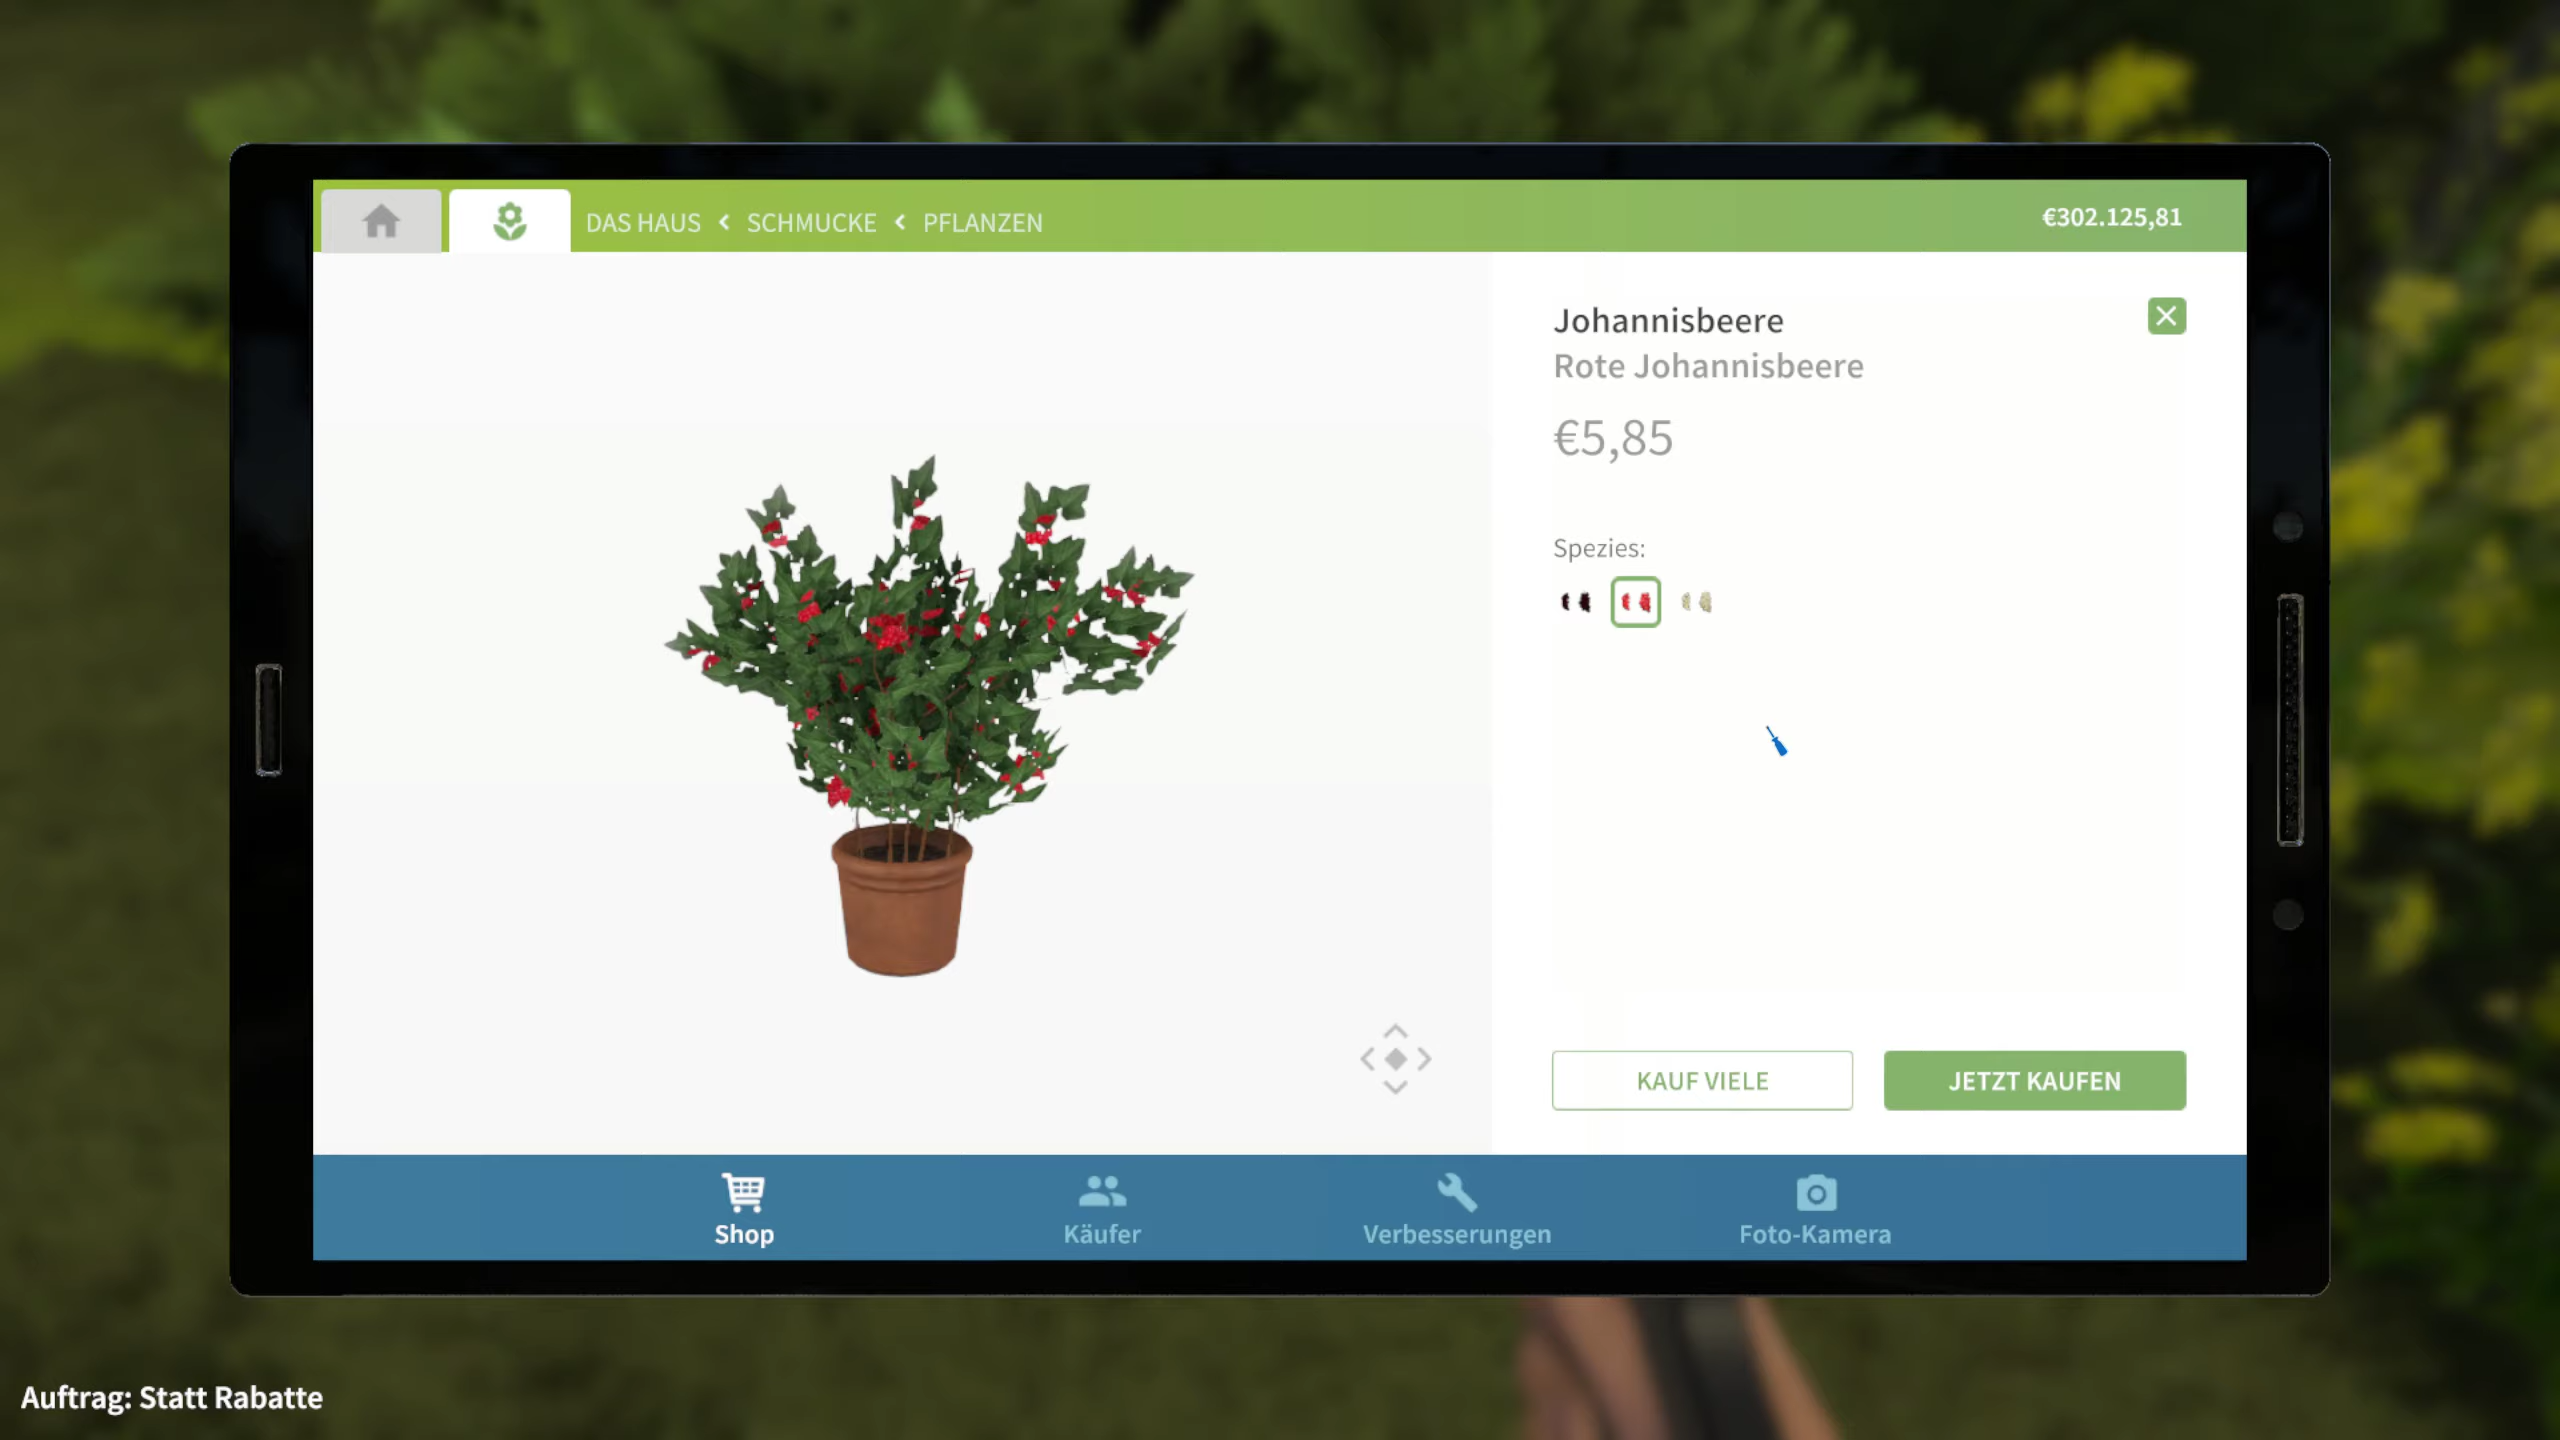 DAS HAUS < SCHMUCKE < PFLANZEN
€302.125,81
Johannisbeere
Rote Johannisbeere
€5,85
Spezies:
KAUF VIELE
JETZT KAUFEN
Shop
Käufer
Verbesserungen
Foto-Kamera
Auftrag: Statt Rabatte